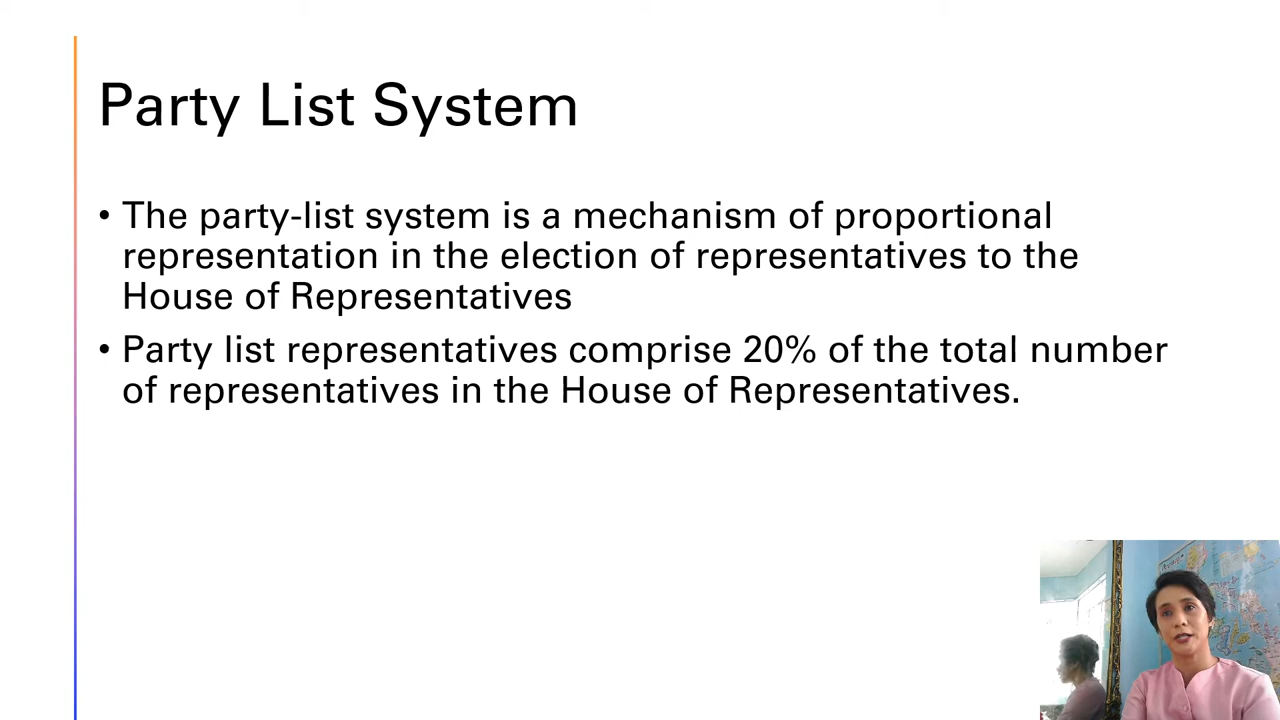 Party List System
• The party-list system is a mechanism of proportional
representation in the election of representatives to the
House of Representatives
• Party list representatives comprise 20% of the total number
of representatives in the House of Representatives.